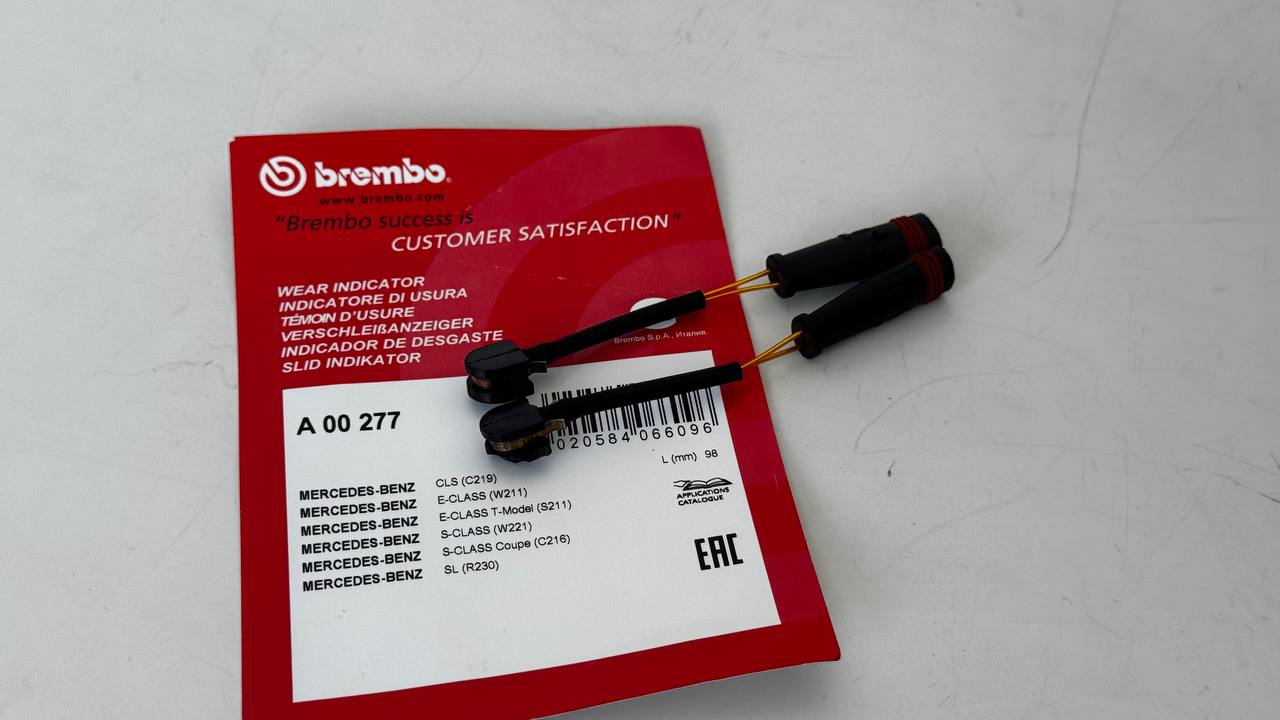 brembo
www.brembo.com
"Brembo success is
CUSTOMER SATISFACTION"
WEAR INDICATOR
INDICATORE DI USURA
TÉMOIN D'USURE
VERSCHLEIßANZEIGER
INDICADOR DE DESGASTE
SLID INDIKATOR
Brembo S.p.A., Италия.
A 00 277
020584 066096
L (mm) 98
MERCEDES-BENZ CLS (C219)
MERCEDES-BENZ E-CLASS (W211)
MERCEDES-BENZ E-CLASS T-Model (S211)
MERCEDES-BENZ S-CLASS (W221)
MERCEDES-BENZ S-CLASS Coupe (C216)
MERCEDES-BENZ SL (R230)
APPLICATIONS
CATALOGUE
EAC